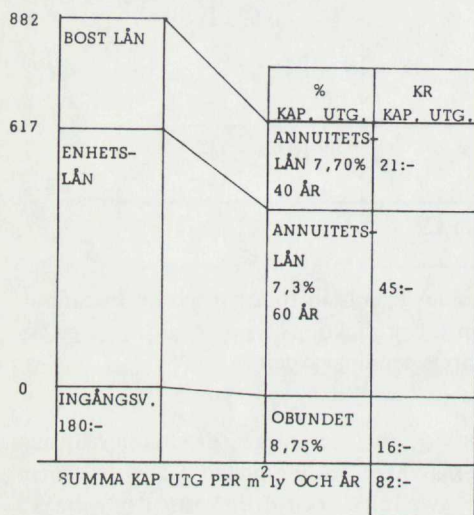 882
BOST LÅN
617
ENHETS-
LÅN
0
INGÅNGSV.
180:-
% KR
KAP. UTG. KAP. UTG.
ANNUITETS-
LÅN 7,70% 21:-
40 ÅR
ANNUITETS-
LÅN
7,3% 45:-
60 ÅR
OBUNDET
8,75% 16:-
SUMMA KAP UTG PER m²ly OCH ÅR 82:-